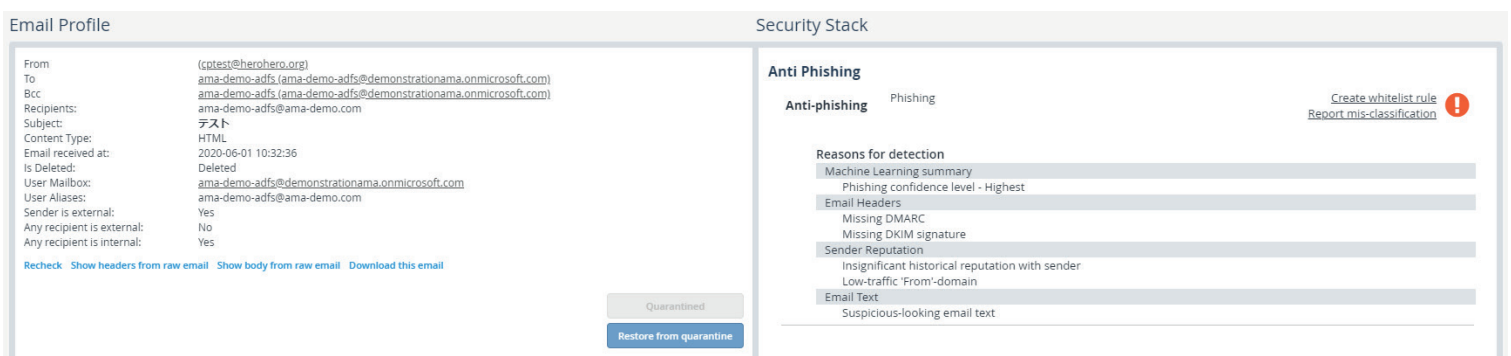 Email Profile
From (cptest@herohero.org)
To ama-demo-adfs (ama-demo-adfs@demonstrationama.onmicrosoft.com)
Bcc ama-demo-adfs (ama-demo-adfs@demonstrationama.onmicrosoft.com)
Recipients: ama-demo-adfs@ama-demo.com
Subject: テスト
Content Type: HTML
Email received at: 2020-06-01 10:32:36
Is Deleted: Deleted
User Mailbox: ama-demo-adfs@demonstrationama.onmicrosoft.com
User Aliases: ama-demo-adfs@ama-demo.com
Sender is external: Yes
Any recipient is external: No
Any recipient is internal: Yes
Recheck Show headers from raw email Show body from raw email Download this email
Quarantined
Restore from quarantine
Security Stack
Anti Phishing
Anti-phishing Phishing
Create whitelist rule
Report mis-classification
Reasons for detection
Machine Learning summary
Phishing confidence level - Highest
Email Headers
Missing DMARC
Missing DKIM signature
Sender Reputation
Insignificant historical reputation with sender
Low-traffic 'From'-domain
Email Text
Suspicious-looking email text